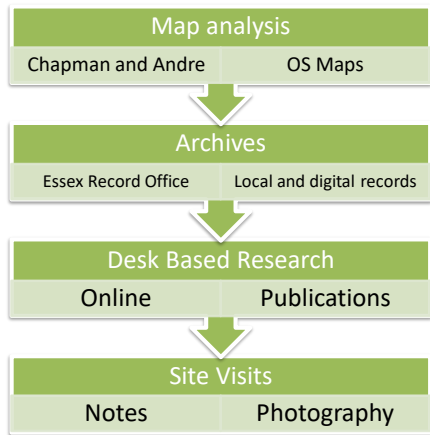 Map analysis
Chapman and Andre OS Maps
Archives
Essex Record Office Local and digital records
Desk Based Research
Online Publications
Site Visits
Notes Photography